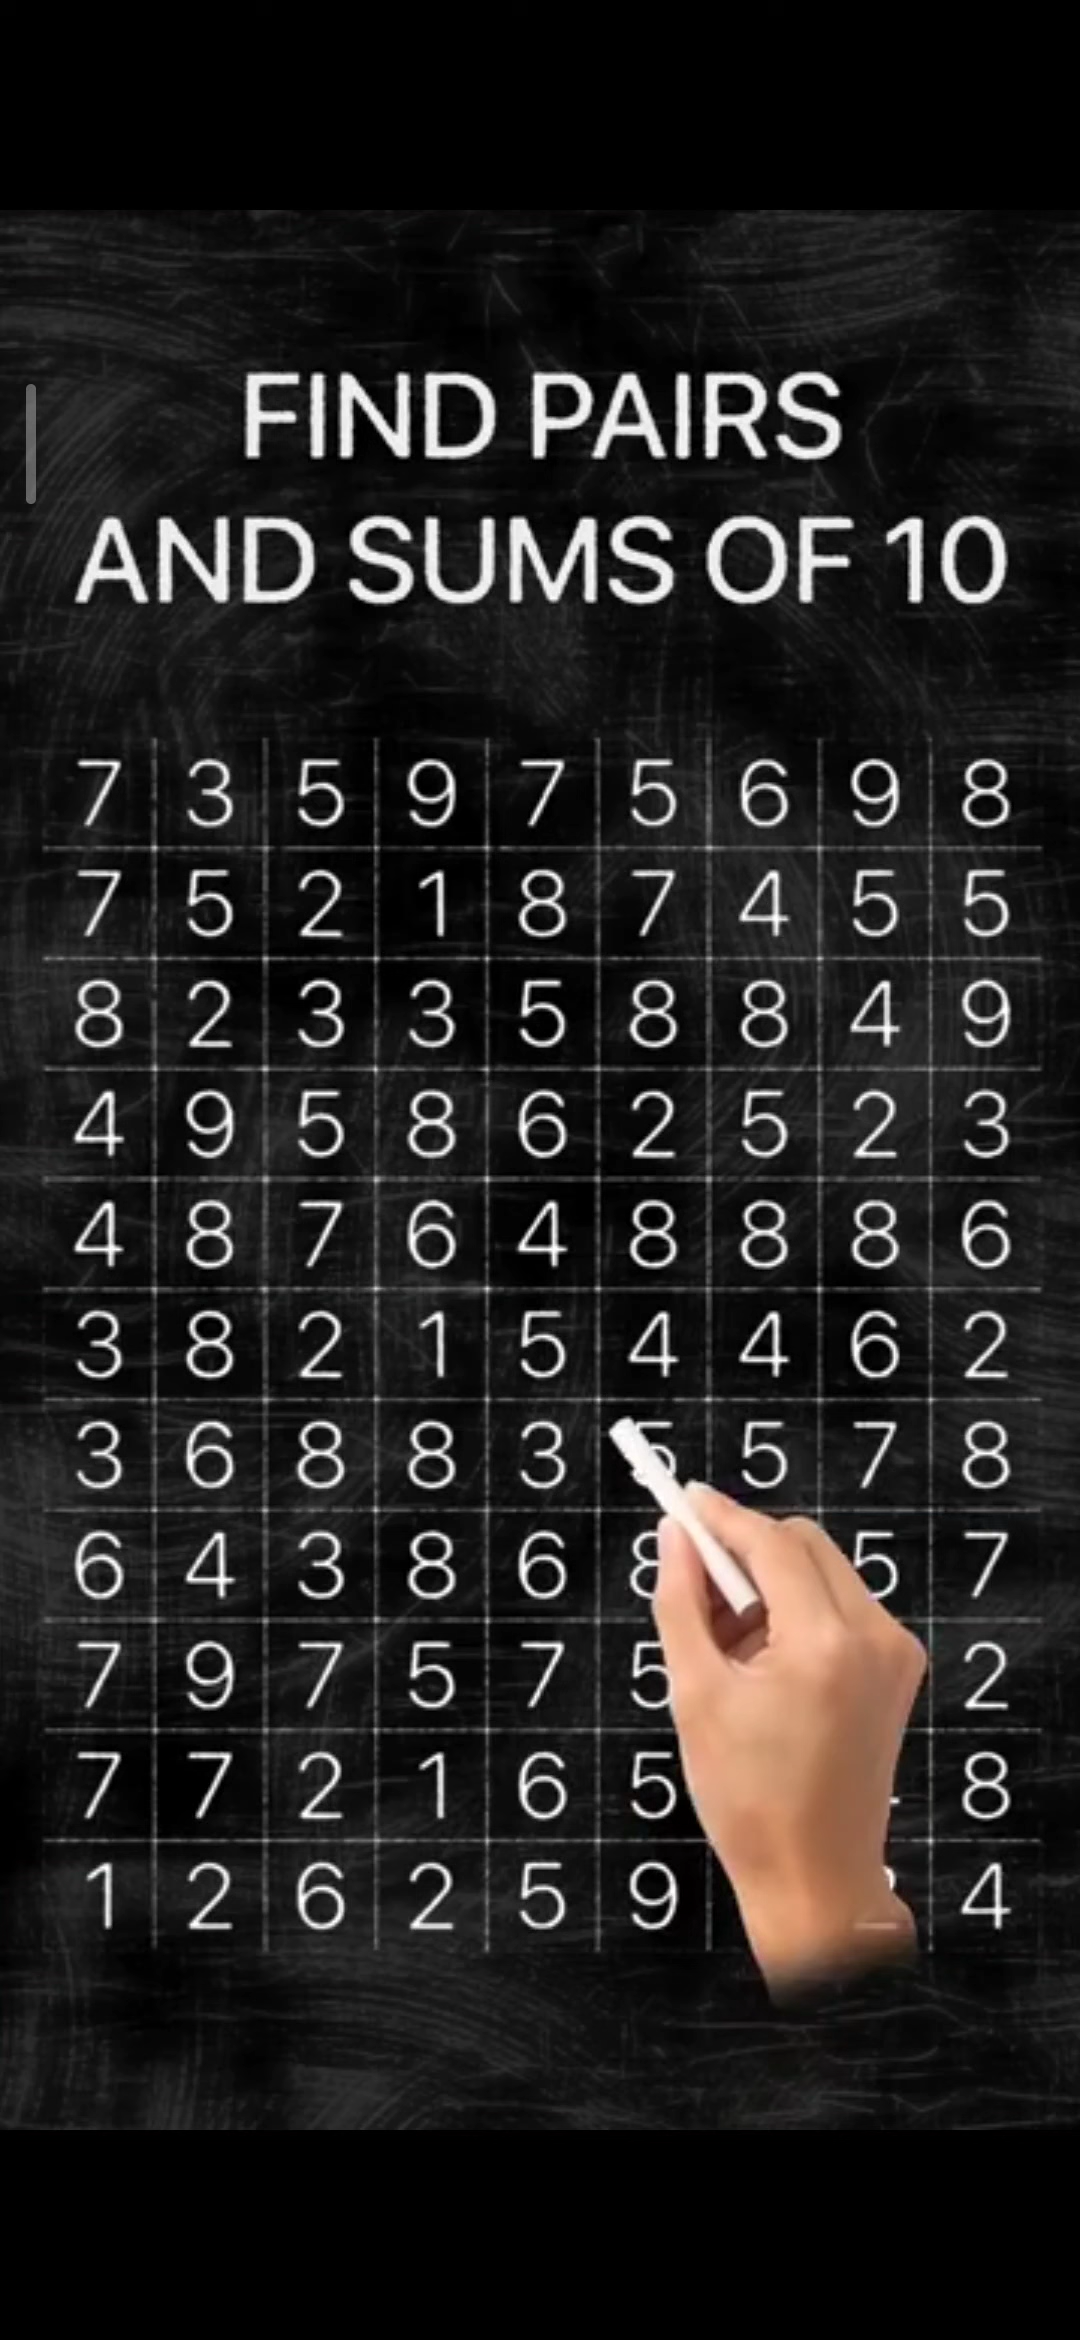 FIND PAIRS
AND SUMS OF 10
7 3 5 9 7 5 6 9 8
7 5 2 1 8 7 4 5 5
8 2 3 3 5 8 8 4 9
4 9 5 8 6 2 5 2 3
4 8 7 6 4 8 8 8 6
3 8 2 1 5 4 4 6 2
3 6 8 8 3 5 5 7 8
6 4 3 8 6 8 5 7
7 9 7 5 7 5 2
7 7 2 1 6 5 8
1 2 6 2 5 9 4